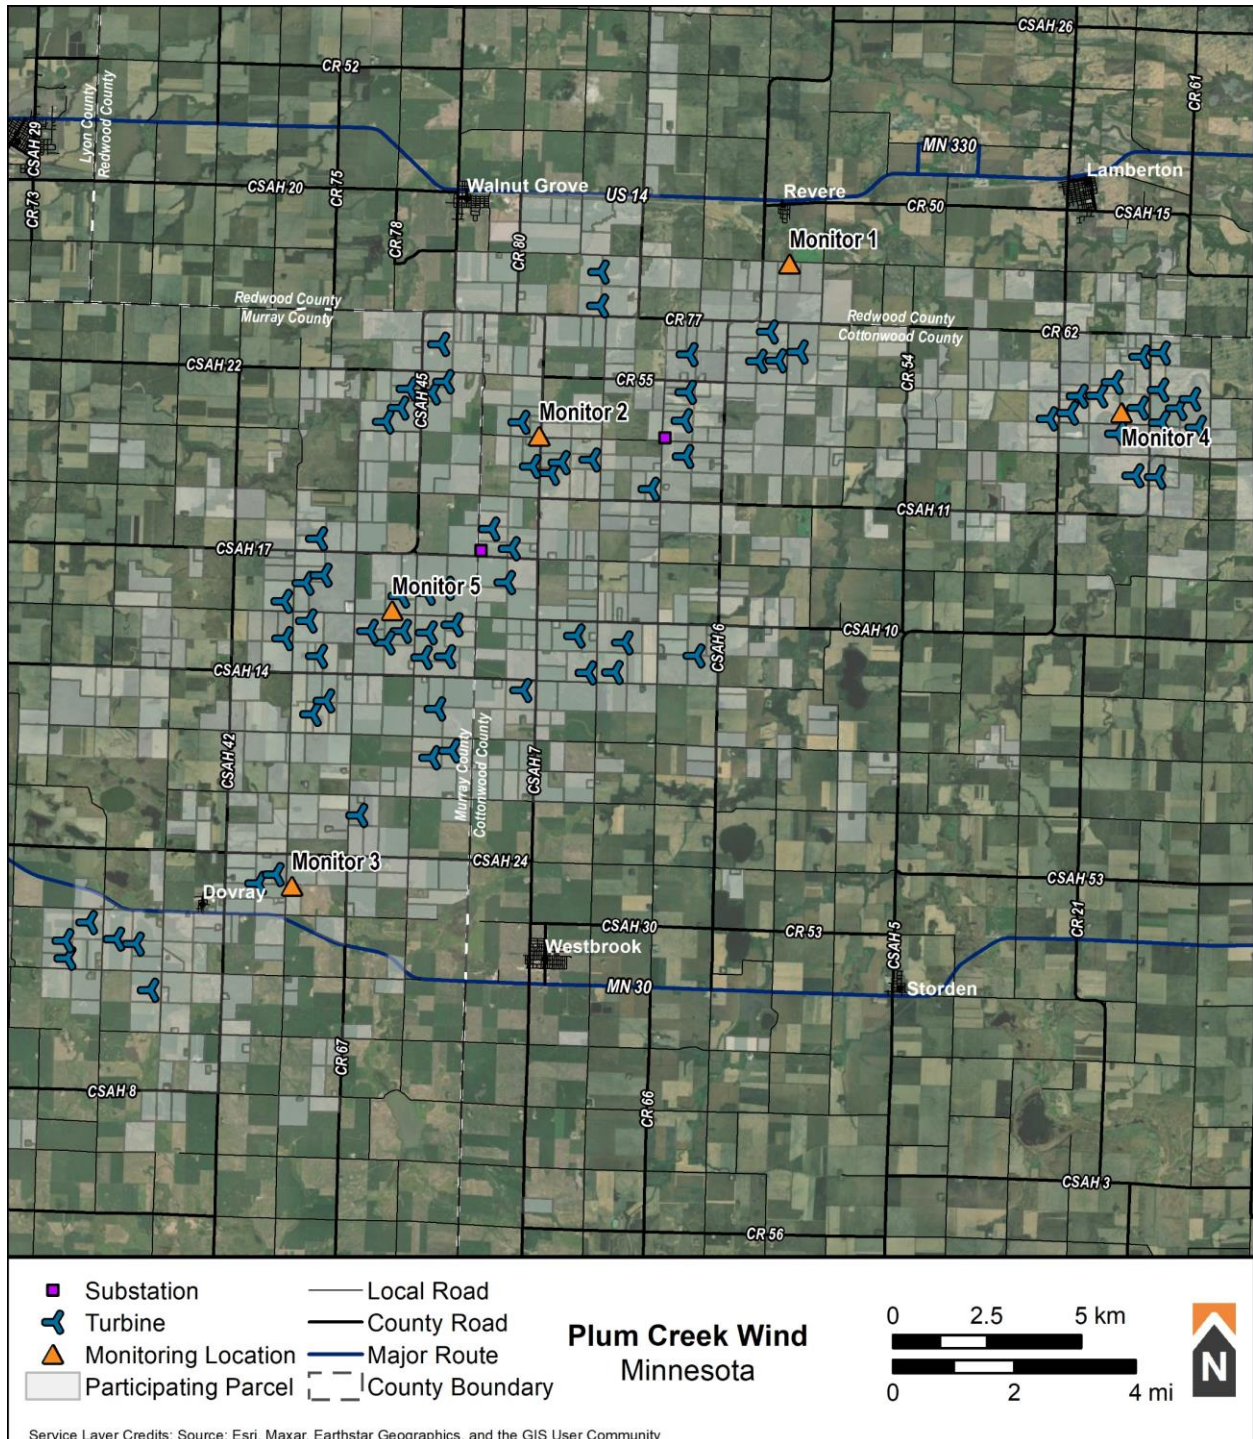 CSAH 26
CR 52
CR 61
CSAH 29
Lyon County
Redwood County
MN 330
Lamberton
CSAH 20
CR 75
Walnut Grove
US 14
Revere
CR 50
CSAH 15
CR 73
CR 78
CR 80
Monitor 1
Redwood County
Murray County
CR 77
Redwood County
Cottonwood County
CR 62
CSAH 22
CSAH 45
CR 55
CR 54
Monitor 2
Monitor 4
CSAH 11
CSAH 17
Monitor 5
CSAH 6
CSAH 10
CSAH 14
CSAH 42
Murray County
Cottonwood County
CSAH 7
Monitor 3
CSAH 24
Dovray
CSAH 53
CSAH 30
CR 53
CSAH 5
CR 21
Westbrook
MN 30
Storden
CR 67
CSAH 8
CR 66
CSAH 3
CR 56
Substation
Turbine
Monitoring Location
Participating Parcel
Local Road
County Road
Major Route
County Boundary
Plum Creek Wind
Minnesota
0 2.5 5 km
0 2 4 mi
N
Service Layer Credits: Source: Esri, Maxar, Earthstar Geographics, and the GIS User Community